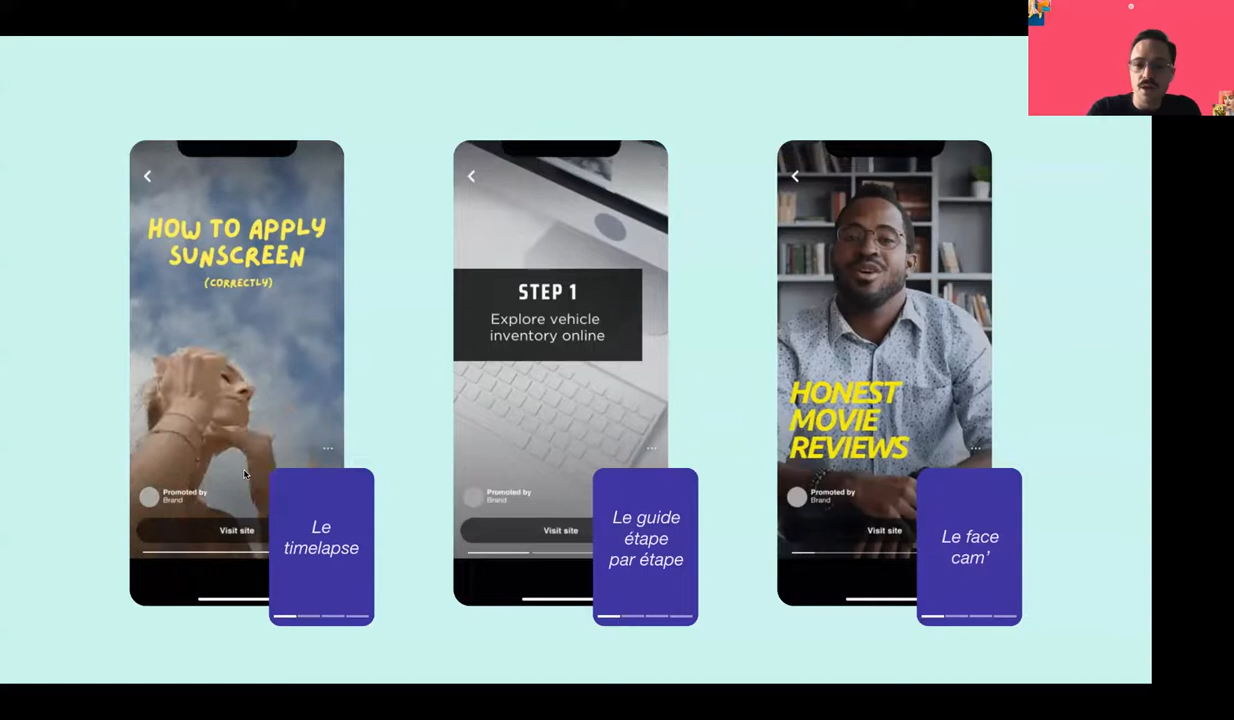 HOW TO APPLY
SUNSCREEN
(CORRECTLY)
Promoted by
Brand
Visit site
Le
timelapse
STEP 1
Explore vehicle
inventory online
Promoted by
Brand
Visit site
Le guide
étape
par étape
HONEST
MOVIE
REVIEWS
Promoted by
Brand
Visit site
Le face
cam’